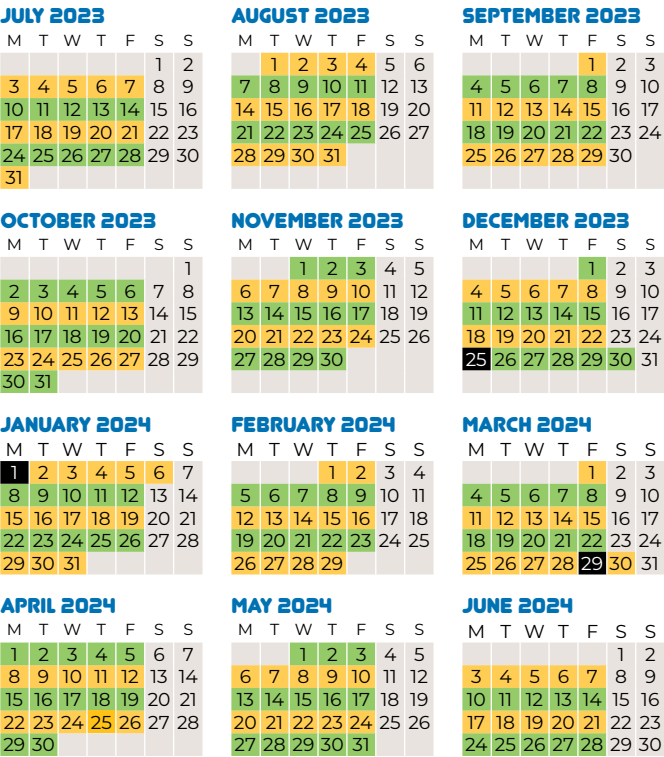 JULY 2023
M T W T F S S
1 2
3 4 5 6 7 8 9
10 11 12 13 14 15 16
17 18 19 20 21 22 23
24 25 26 27 28 29 30
31
AUGUST 2023
M T W T F S S
1 2 3 4 5 6
7 8 9 10 11 12 13
14 15 16 17 18 19 20
21 22 23 24 25 26 27
28 29 30 31
SEPTEMBER 2023
M T W T F S S
1 2 3
4 5 6 7 8 9 10
11 12 13 14 15 16 17
18 19 20 21 22 23 24
25 26 27 28 29 30
OCTOBER 2023
M T W T F S S
1
2 3 4 5 6 7 8
9 10 11 12 13 14 15
16 17 18 19 20 21 22
23 24 25 26 27 28 29
30 31
NOVEMBER 2023
M T W T F S S
1 2 3 4 5
6 7 8 9 10 11 12
13 14 15 16 17 18 19
20 21 22 23 24 25 26
27 28 29 30
DECEMBER 2023
M T W T F S S
1 2 3
4 5 6 7 8 9 10
11 12 13 14 15 16 17
18 19 20 21 22 23 24
25 26 27 28 29 30 31
JANUARY 2024
M T W T F S S
1 2 3 4 5 6 7
8 9 10 11 12 13 14
15 16 17 18 19 20 21
22 23 24 25 26 27 28
29 30 31
FEBRUARY 2024
M T W T F S S
1 2 3 4
5 6 7 8 9 10 11
12 13 14 15 16 17 18
19 20 21 22 23 24 25
26 27 28 29
MARCH 2024
M T W T F S S
1 2 3
4 5 6 7 8 9 10
11 12 13 14 15 16 17
18 19 20 21 22 23 24
25 26 27 28 29 30 31
APRIL 2024
M T W T F S S
1 2 3 4 5 6 7
8 9 10 11 12 13 14
15 16 17 18 19 20 21
22 23 24 25 26 27 28
29 30
MAY 2024
M T W T F S S
1 2 3 4 5
6 7 8 9 10 11 12
13 14 15 16 17 18 19
20 21 22 23 24 25 26
27 28 29 30 31
JUNE 2024
M T W T F S S
1 2
3 4 5 6 7 8 9
10 11 12 13 14 15 16
17 18 19 20 21 22 23
24 25 26 27 28 29 30